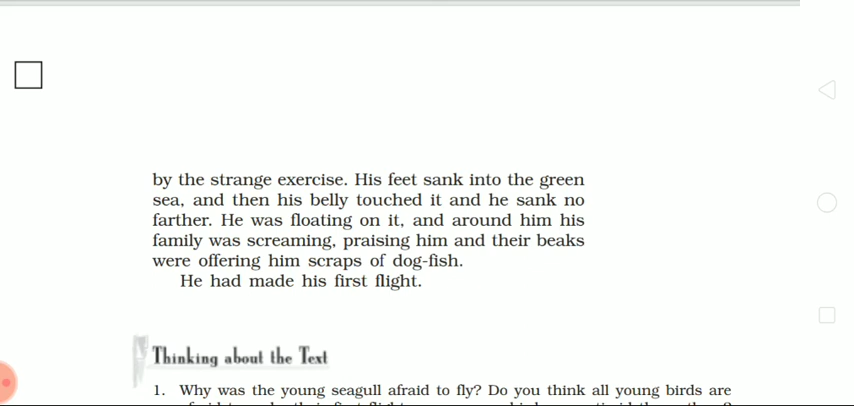 by the strange exercise. His feet sank into the green
sea, and then his belly touched it and he sank no
farther. He was floating on it, and around him his
family was screaming, praising him and their beaks
were offering him scraps of dog-fish.
He had made his first flight.
Thinking about the Text
1. Why was the young seagull afraid to fly? Do you think all young birds are